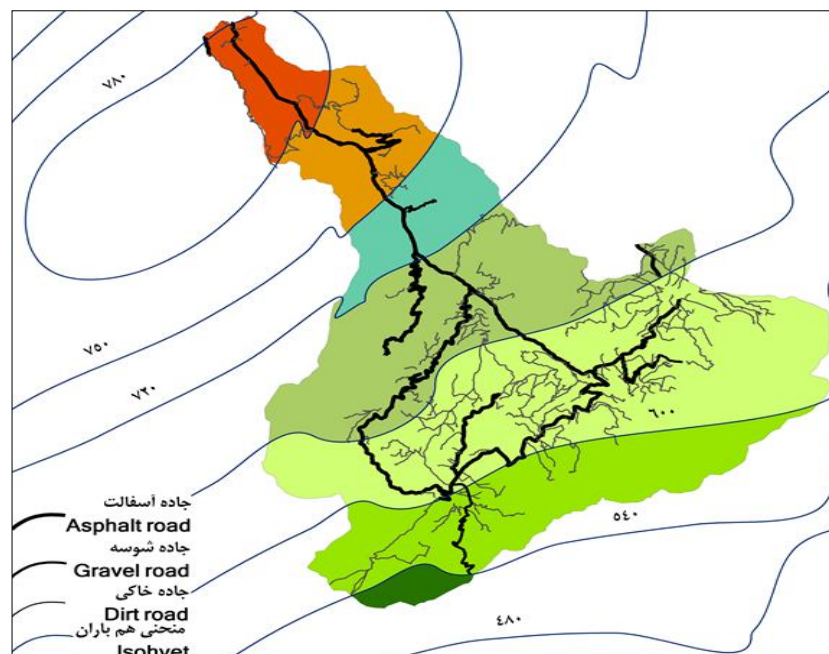 ۷۸۰
۷۵۰
۷۲۰
۶۰۰
۵۴۰
۴۸۰
جاده آسفالت
Asphalt road
جاده شوسه
Gravel road
جاده خاکی
Dirt road
منحنی هم باران
Isohyet